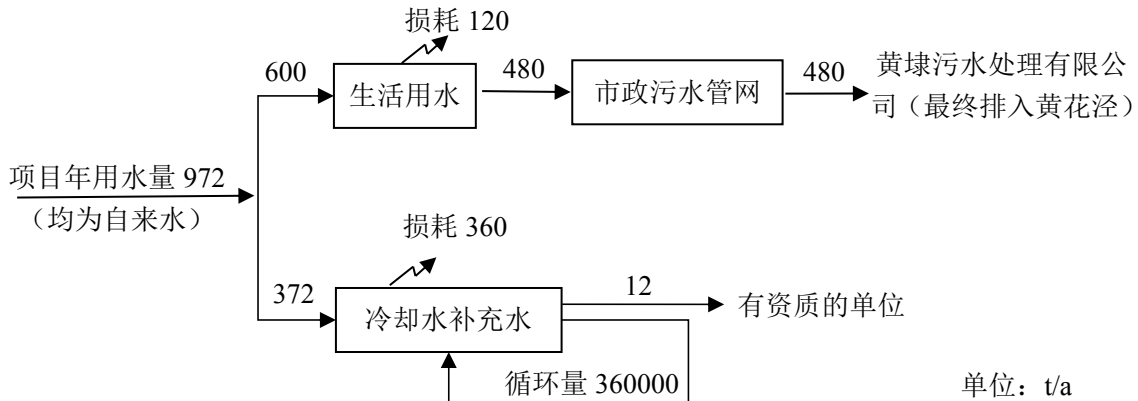 损耗 120
600
生活用水
480
市政污水管网
480
黄埭污水处理有限公
司（最终排入黄花泾）
项目年用水量 972
（均为自来水）
损耗 360
372
冷却水补充水
12
有资质的单位
循环量 360000
单位：t/a